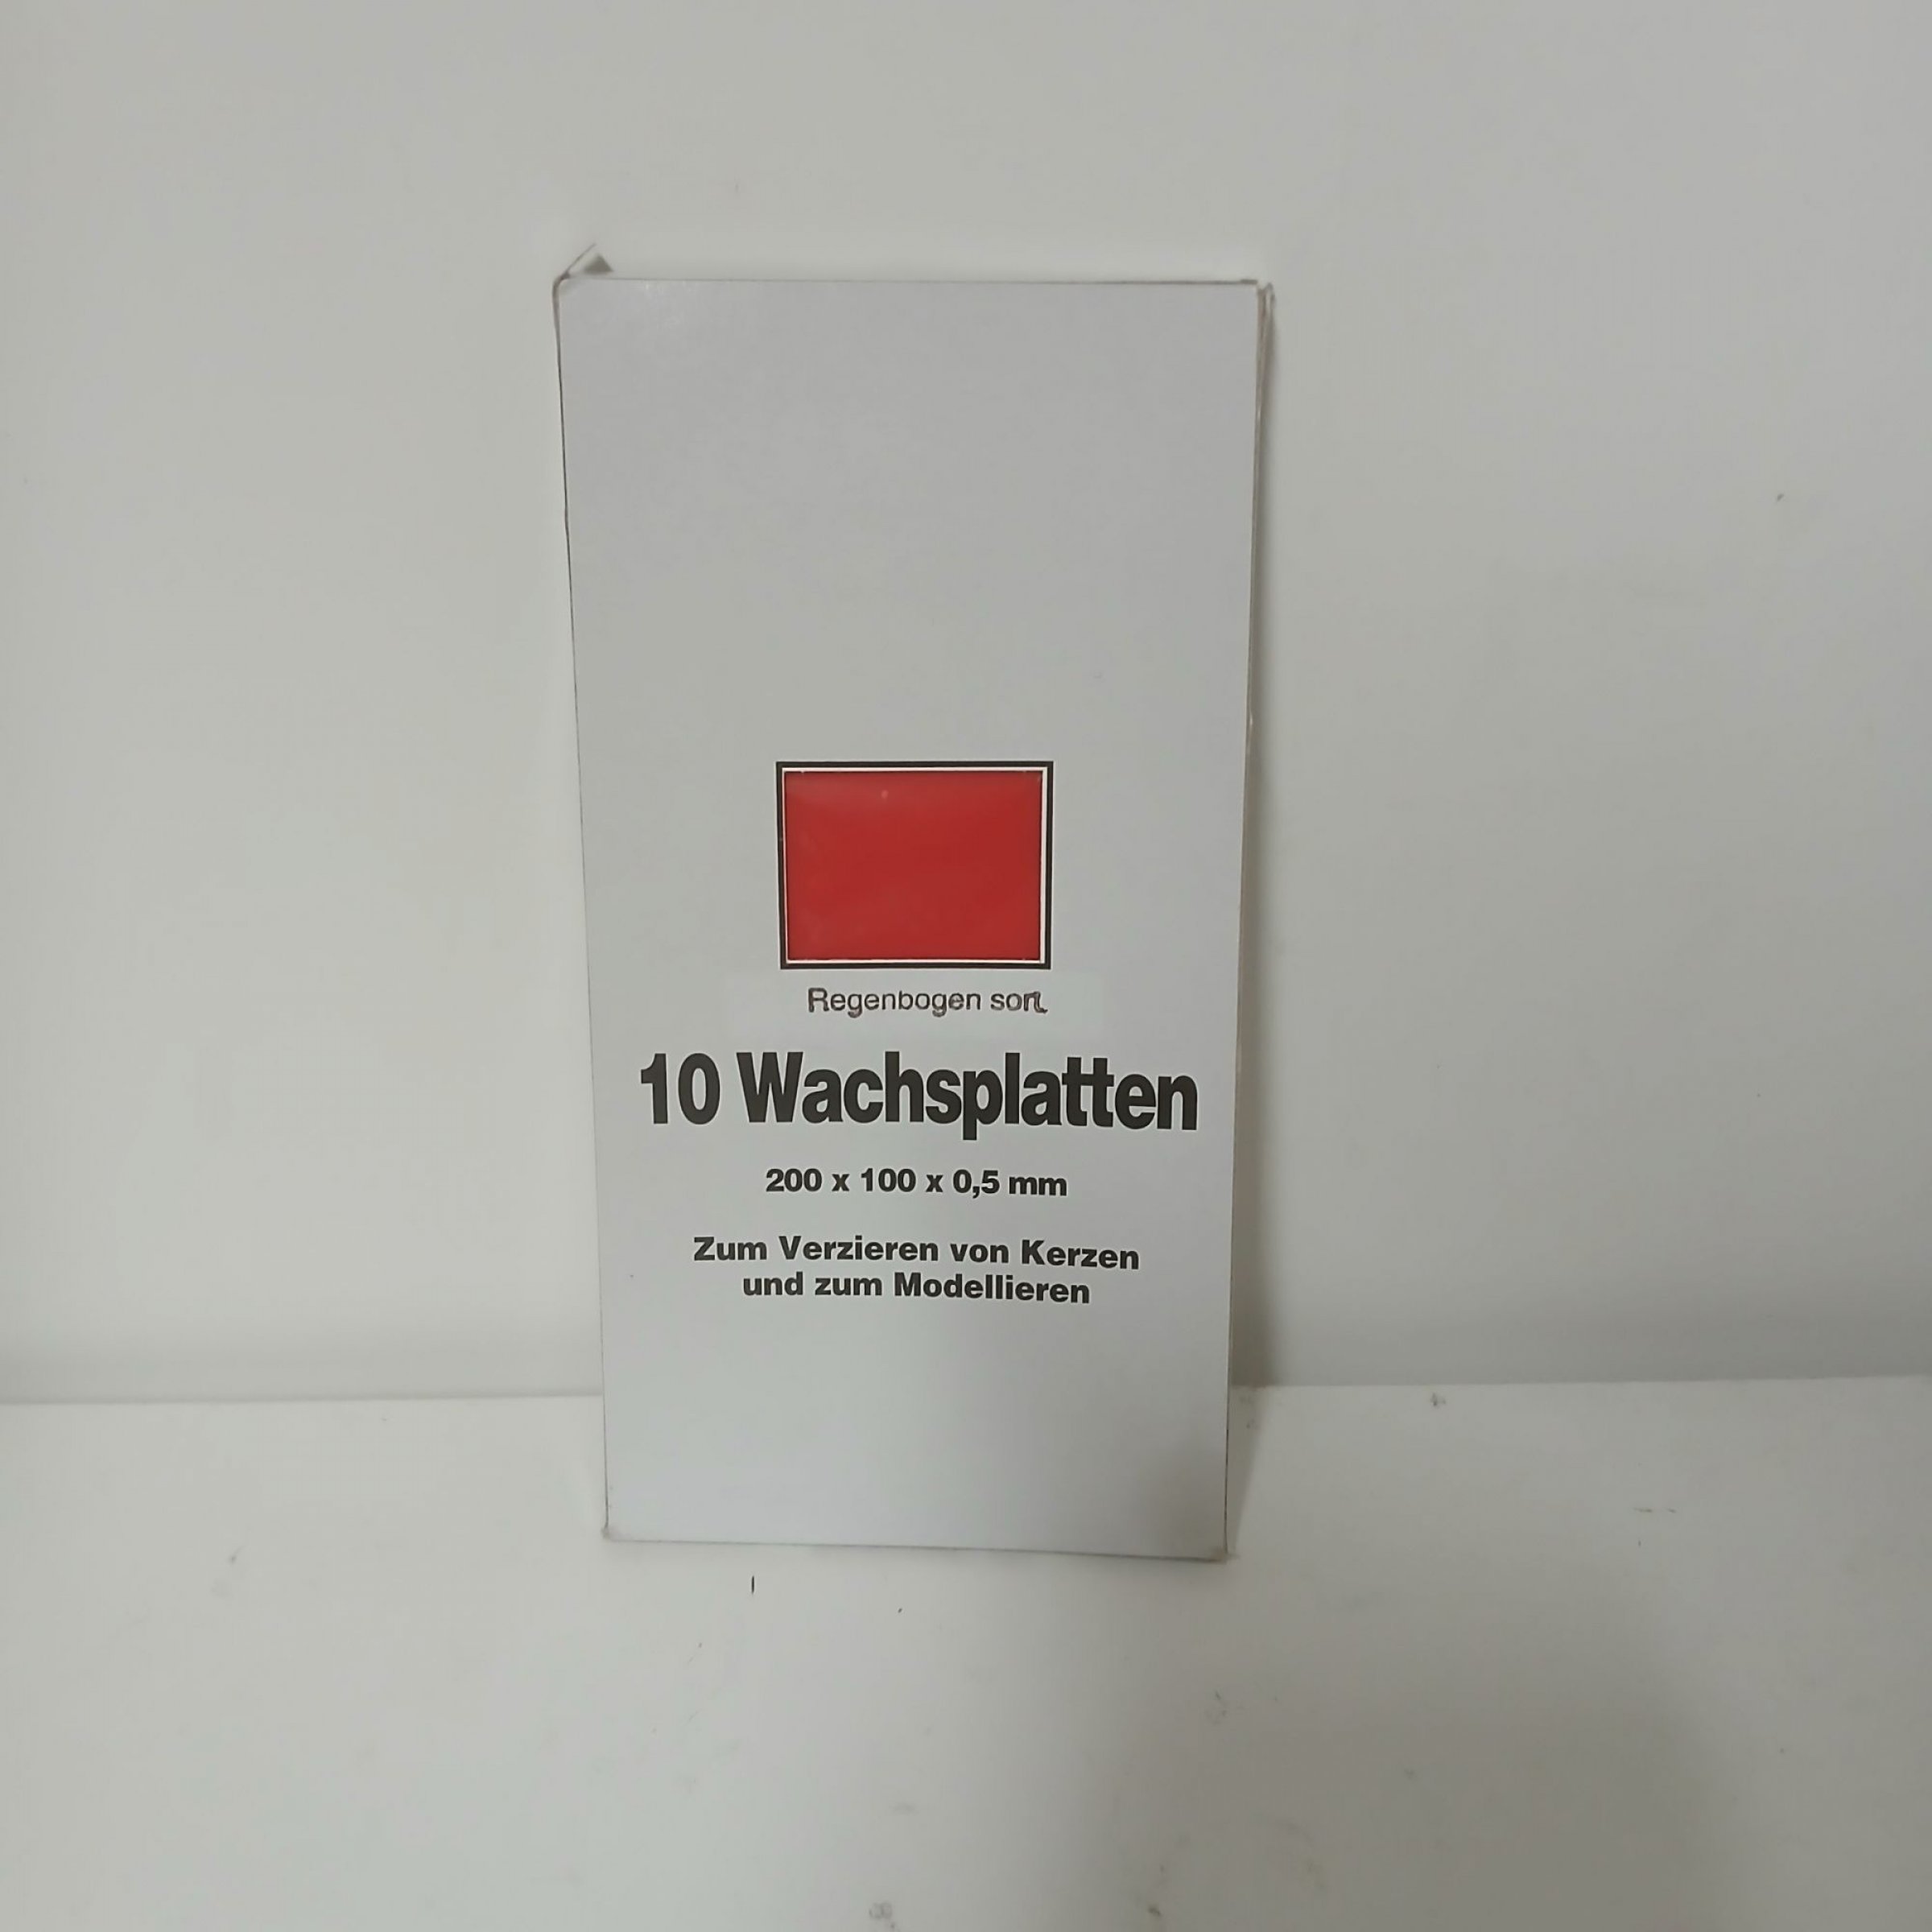 Regenbogen sort.
10 Wachsplatten
200 x 100 x 0,5 mm
Zum Verzieren von Kerzen
und zum Modellieren